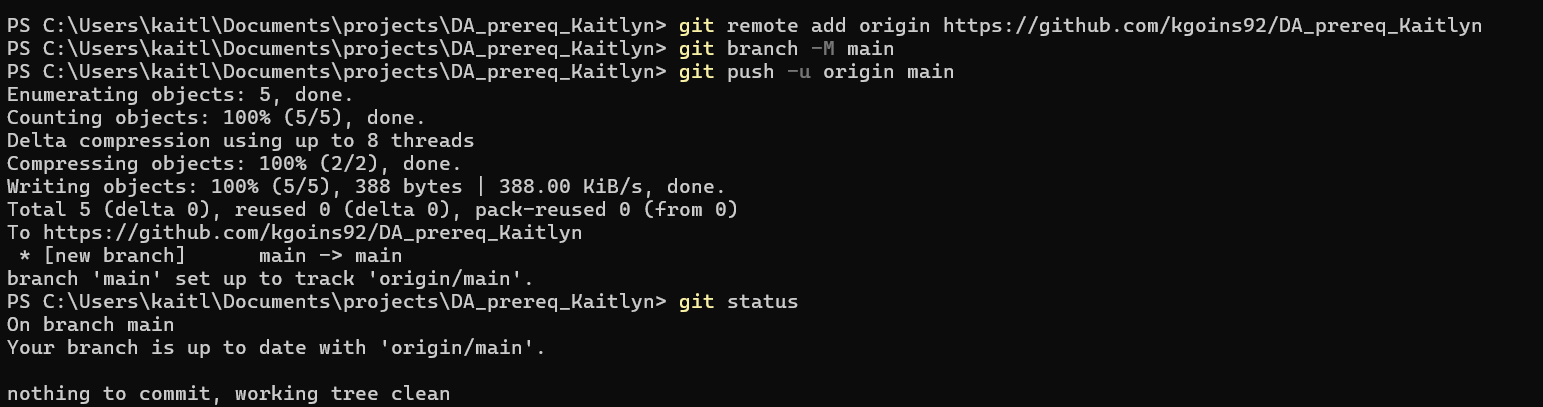 PS C:\Users\kaitl\Documents\projects\DA_prereq_Kaitlyn> git remote add origin https://github.com/kgoins92/DA_prereq_Kaitlyn
PS C:\Users\kaitl\Documents\projects\DA_prereq_Kaitlyn> git branch -M main
PS C:\Users\kaitl\Documents\projects\DA_prereq_Kaitlyn> git push -u origin main
Enumerating objects: 5, done.
Counting objects: 100% (5/5), done.
Delta compression using up to 8 threads
Compressing objects: 100% (2/2), done.
Writing objects: 100% (5/5), 388 bytes | 388.00 KiB/s, done.
Total 5 (delta 0), reused 0 (delta 0), pack-reused 0 (from 0)
To https://github.com/kgoins92/DA_prereq_Kaitlyn
 * [new branch]      main -> main
branch 'main' set up to track 'origin/main'.
PS C:\Users\kaitl\Documents\projects\DA_prereq_Kaitlyn> git status
On branch main
Your branch is up to date with 'origin/main'.

nothing to commit, working tree clean